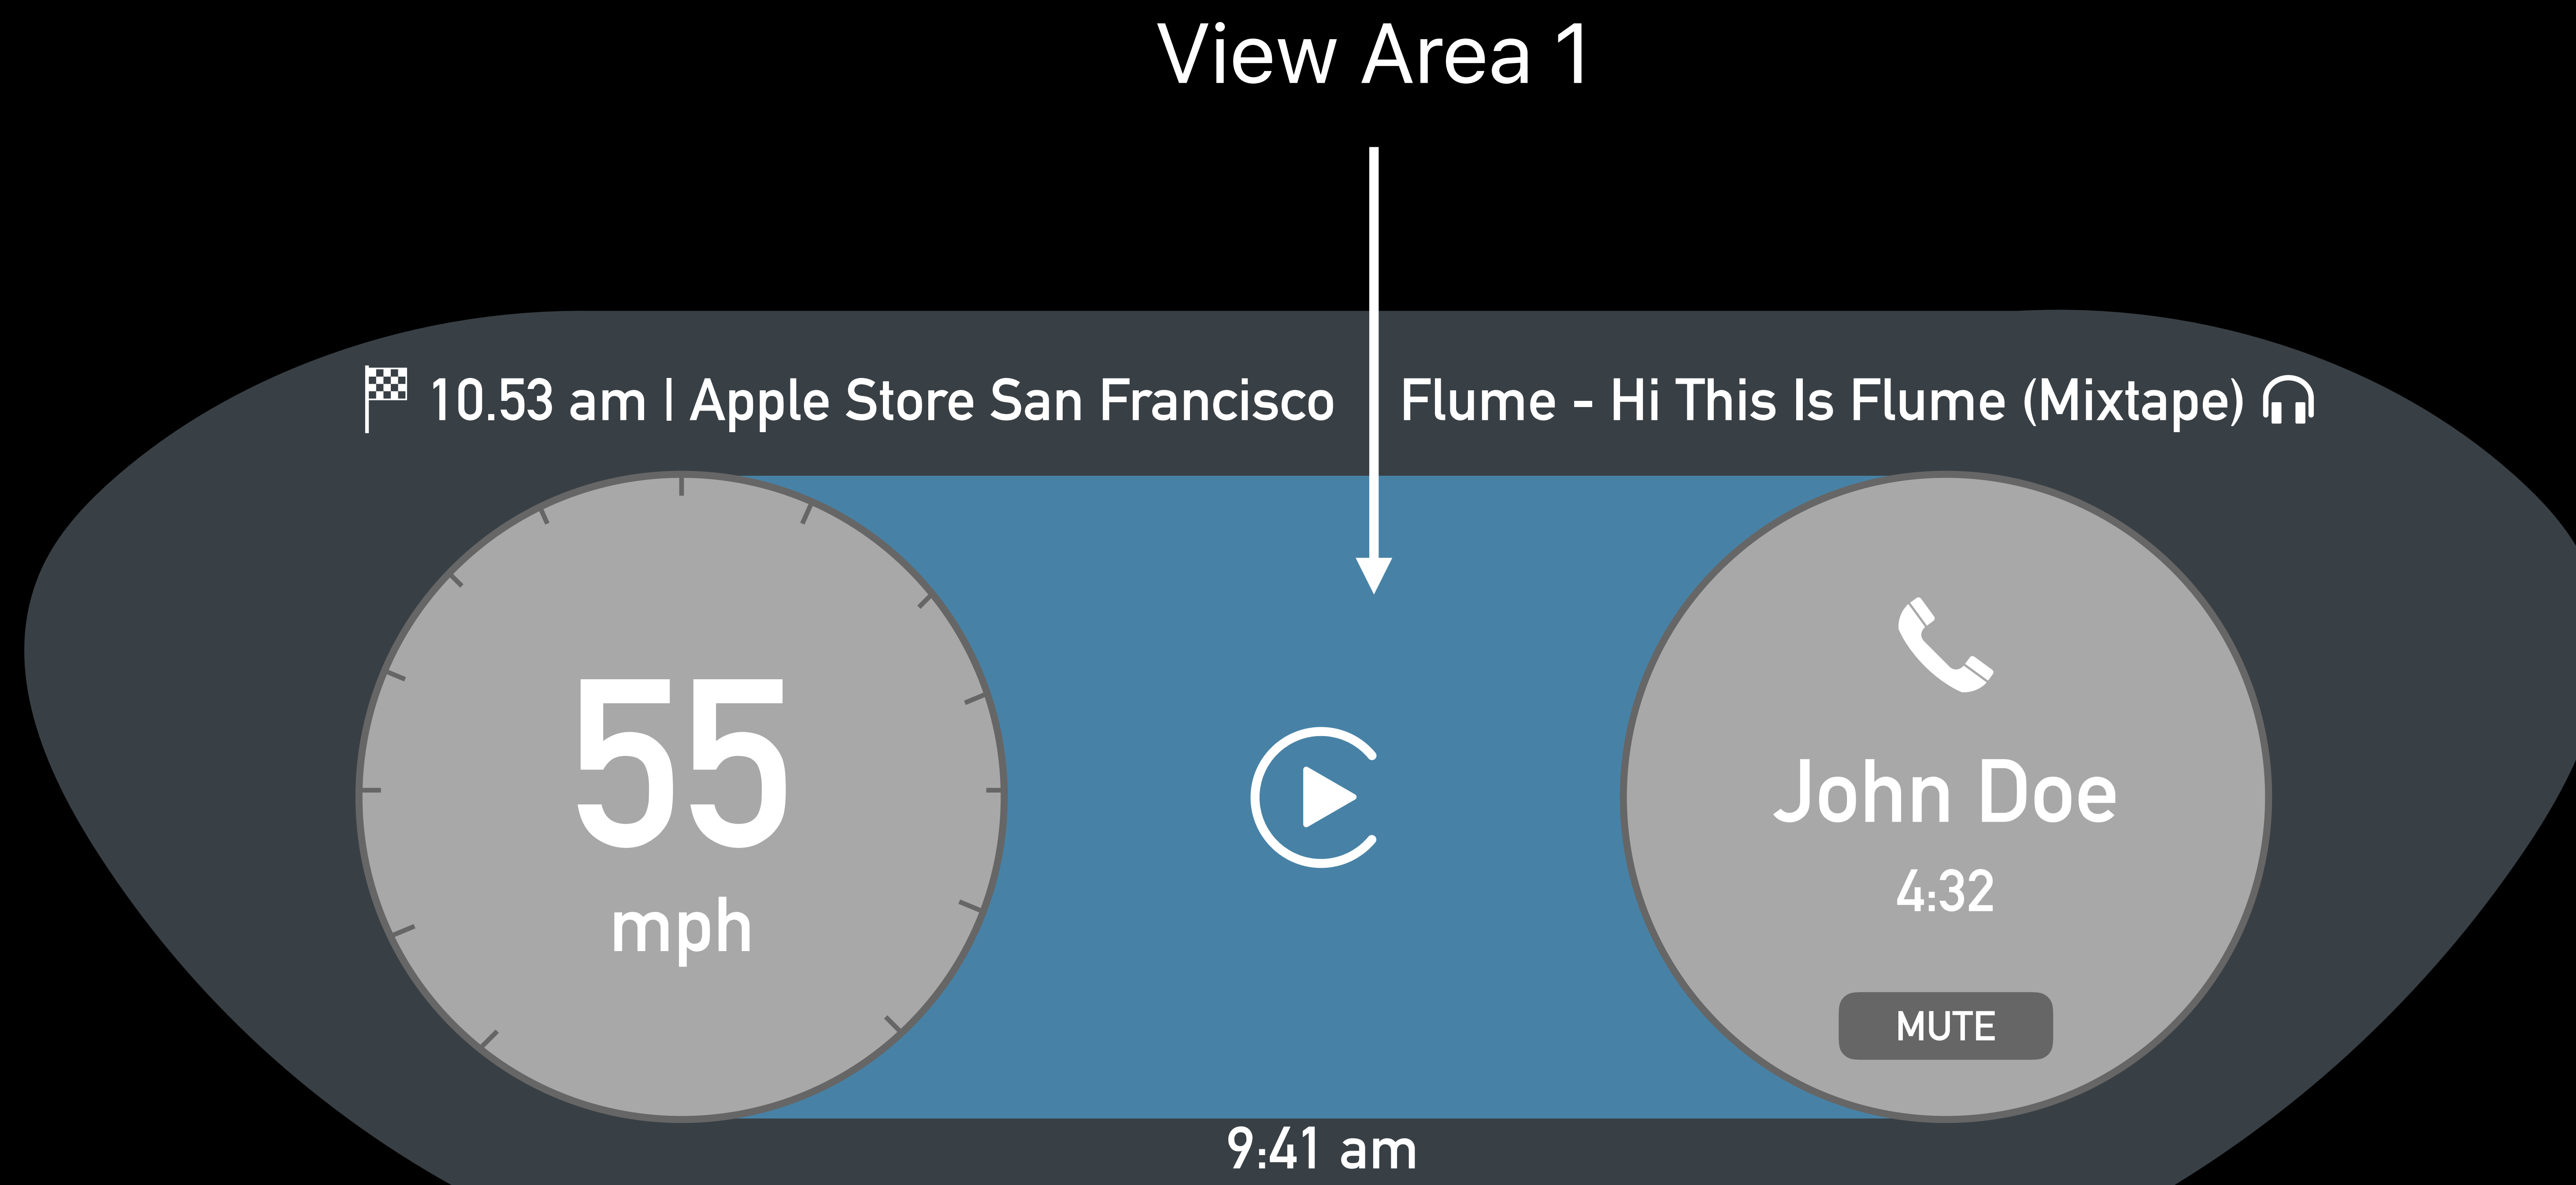 View Area 1
10.53 am | Apple Store San Francisco
Flume - Hi This Is Flume (Mixtape)
55
mph
John Doe
4:32
MUTE
9:41 am